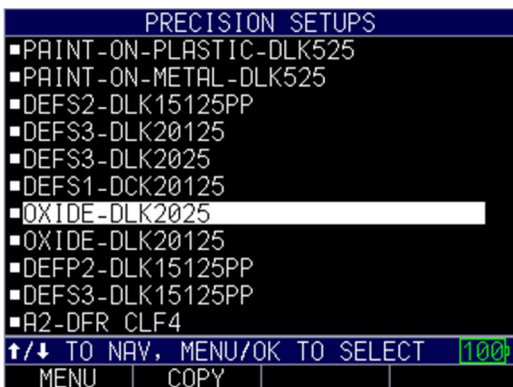 PRECISION SETUPS
▪PAINT-ON-PLASTIC-DLK525
▪PAINT-ON-METAL-DLK525
▪DEFS2-DLK15125PP
▪DEFS3-DLK20125
▪DEFS3-DLK2025
▪DEFS1-DCK20125
▪OXIDE-DLK2025
▪OXIDE-DLK20125
▪DEFP2-DLK15125PP
▪DEFS3-DLK15125PP
▪A2-DFR CLF4
↑/↓ TO NAV, MENU/OK TO SELECT 100
MENU COPY